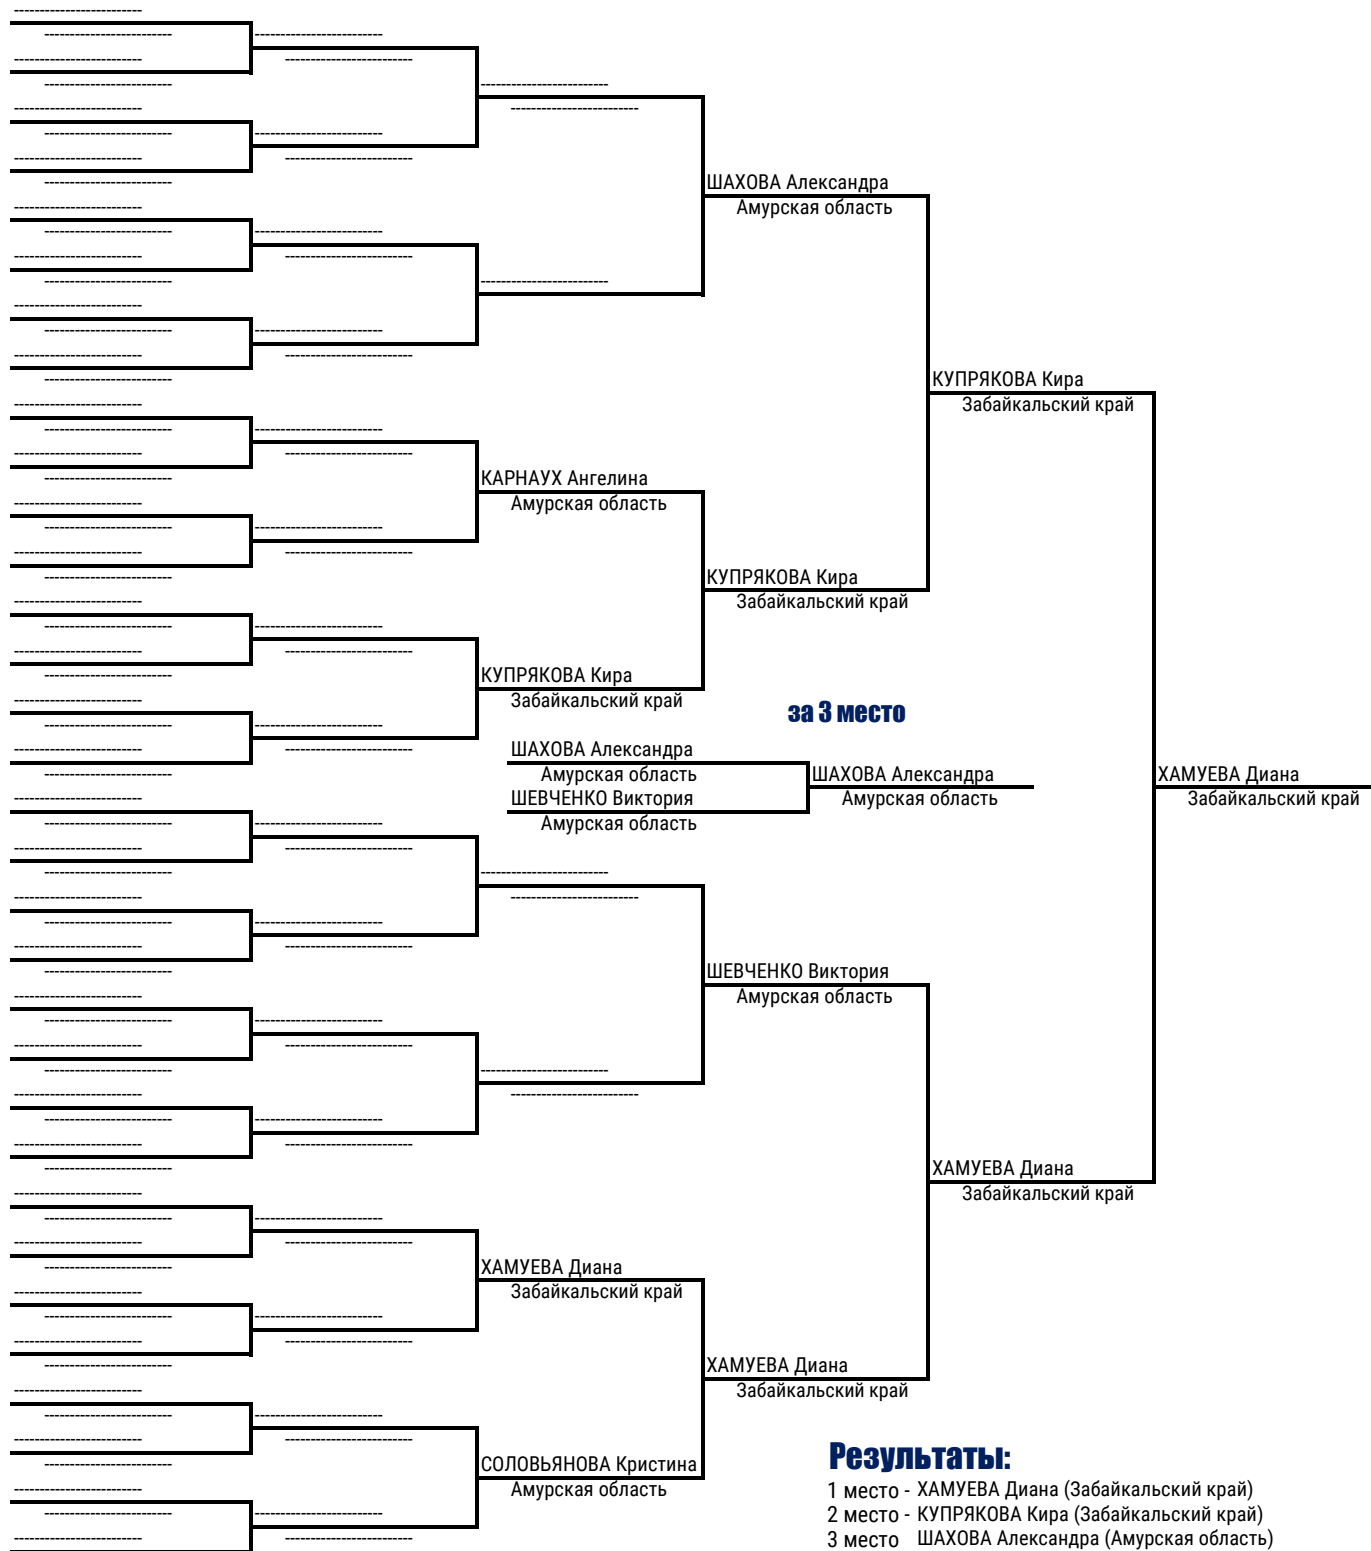 ШАХОВА Александра
Амурская область
КУПРЯКОВА Кира
Забайкальский край
КАРНАУХ Ангелина
Амурская область
КУПРЯКОВА Кира
Забайкальский край
КУПРЯКОВА Кира
Забайкальский край
за 3 место
ШАХОВА Александра
Амурская область
ШАХОВА Александра
Амурская область
ХАМУЕВА Диана
Забайкальский край
ШЕВЧЕНКО Виктория
Амурская область
ШЕВЧЕНКО Виктория
Амурская область
ХАМУЕВА Диана
Забайкальский край
ХАМУЕВА Диана
Забайкальский край
ХАМУЕВА Диана
Забайкальский край
СОЛОВЬЯНОВА Кристина
Амурская область
Результаты:
1 место - ХАМУЕВА Диана (Забайкальский край)
2 место - КУПРЯКОВА Кира (Забайкальский край)
3 место ШАХОВА Александра (Амурская область)